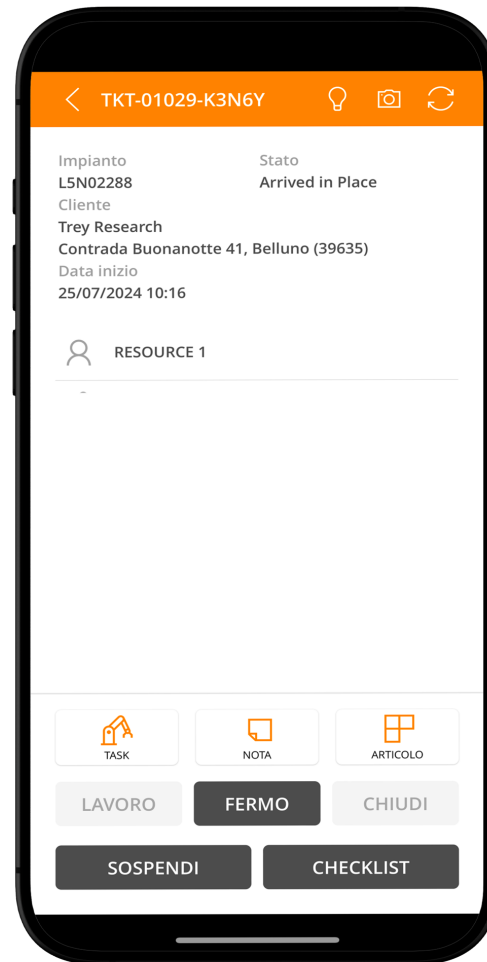 TKT-01029-K3N6Y
Impianto Stato
L5N02288 Arrived in Place
Cliente
Trey Research
Contrada Buonanotte 41, Belluno (39635)
Data inizio
25/07/2024 10:16
RESOURCE 1
TASK NOTA ARTICOLO
LAVORO FERMO CHIUDI
SOSPENDI CHECKLIST